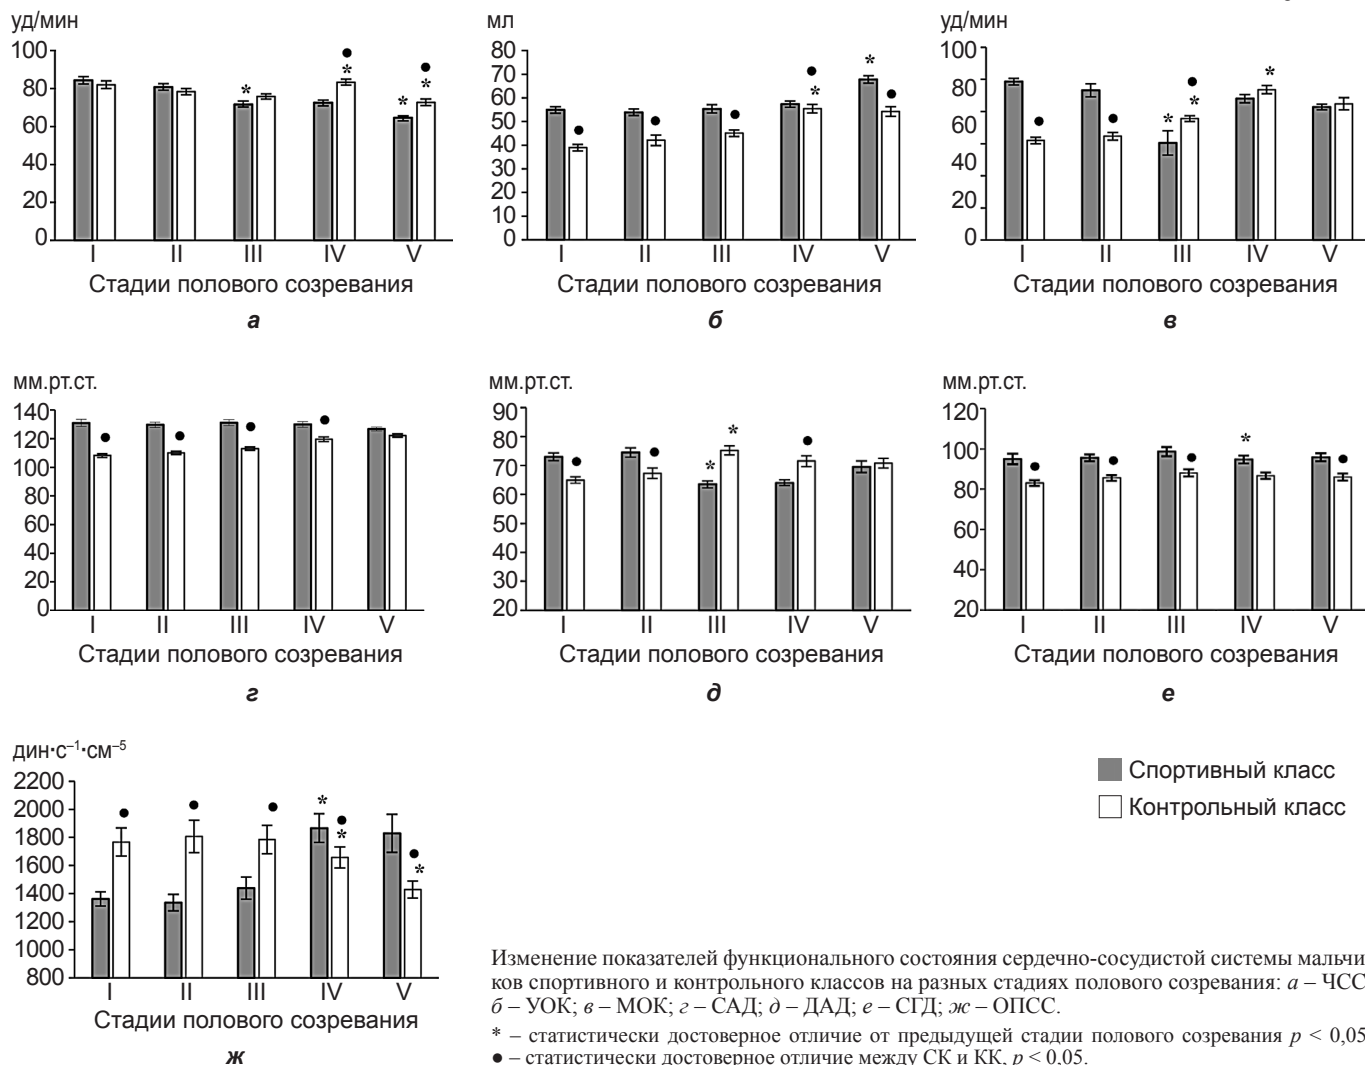 уд/мин
100
80
60
40
20
0
I II III IV V
Стадии полового созревания
а
мл
80
70
60
50
40
30
20
10
0
I II III IV V
Стадии полового созревания
б
уд/мин
100
80
60
40
20
0
I II III IV V
Стадии полового созревания
в
мм.рт.ст.
140
120
100
80
60
40
20
0
I II III IV V
Стадии полового созревания
г
мм.рт.ст.
90
80
70
60
50
40
30
20
I II III IV V
Стадии полового созревания
д
мм.рт.ст.
120
100
80
60
40
20
I II III IV V
Стадии полового созревания
е
дин·с⁻¹·см⁻⁵
2200
2000
1800
1600
1400
1200
1000
800
I II III IV V
Стадии полового созревания
ж
Спортивный класс
Контрольный класс
Изменение показателей функционального состояния сердечно-сосудистой системы мальчи
ков спортивного и контрольного классов на разных стадиях полового созревания: а – ЧСС
б – УОК; в – МОК; г – САД; д – ДАД; е – СГД; ж – ОПСС.
* – статистически достоверное отличие от предыдущей стадии полового созревания p < 0,05
● – статистически достоверное отличие между СК и КК, p < 0,05.